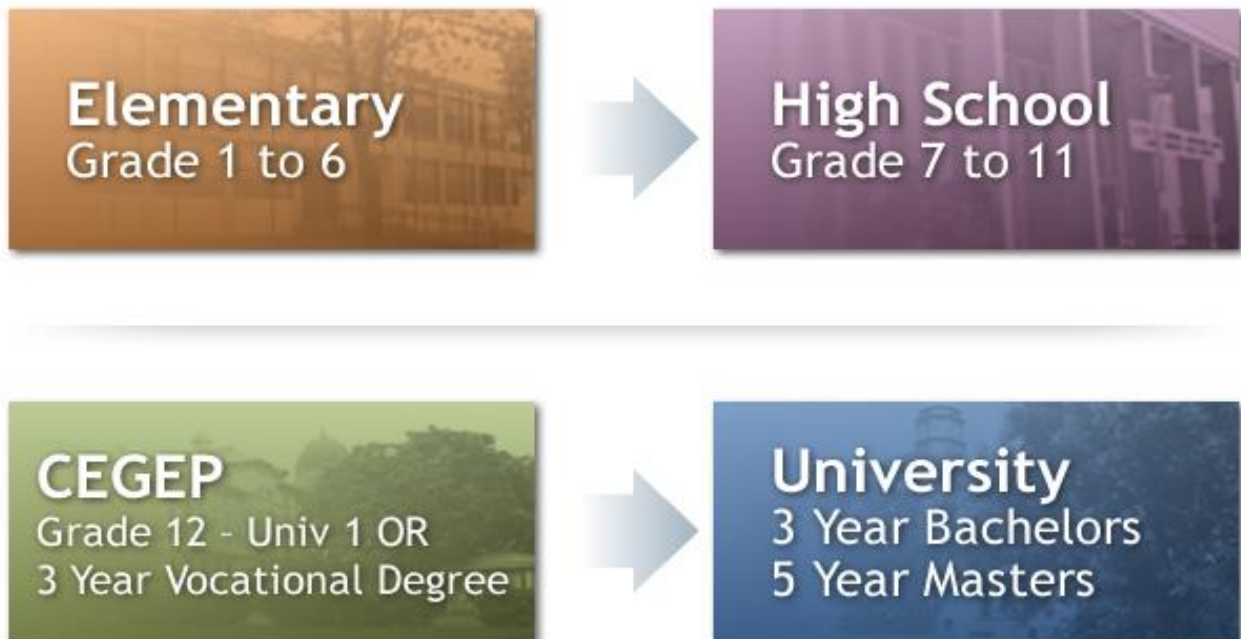 Elementary
Grade 1 to 6
High School
Grade 7 to 11
CEGEP
Grade 12 - Univ 1 OR
3 Year Vocational Degree
University
3 Year Bachelors
5 Year Masters